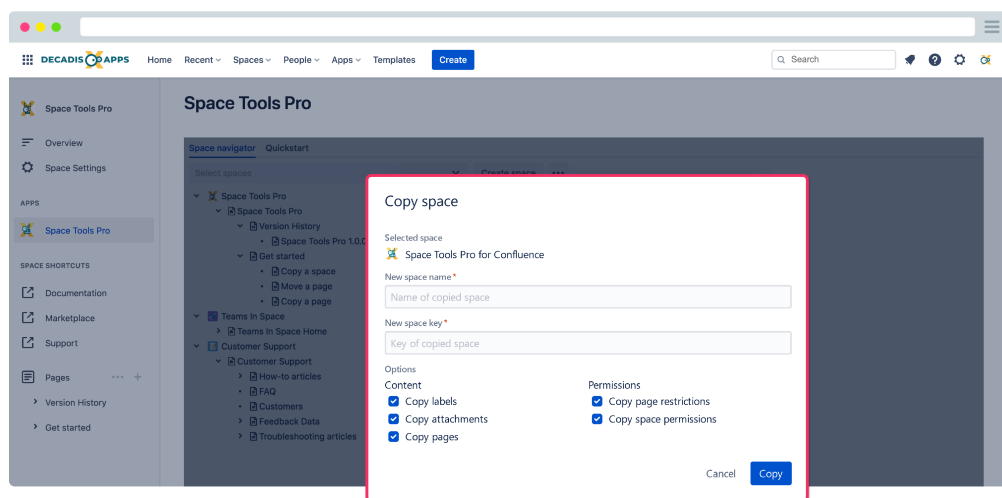 DECADIS APPS Home Recent Spaces People Apps Templates Create Search
Space Tools Pro
Overview
Space Settings
APPS
Space Tools Pro
SPACE SHORTCUTS
Documentation
Marketplace
Support
Pages
Version History
Get started
Space Tools Pro
Space navigator Quickstart
Select spaces Create space
Space Tools Pro
Space Tools Pro
Version History
Space Tools Pro 1.0.0
Get started
Copy a space
Move a page
Copy a page
Teams In Space
Teams In Space Home
Customer Support
Customer Support
How-to articles
FAQ
Customers
Feedback Data
Troubleshooting articles
Copy space
Selected space
Space Tools Pro for Confluence
New space name *
Name of copied space
New space key *
Key of copied space
Options
Content Permissions
Copy labels Copy page restrictions
Copy attachments Copy space permissions
Copy pages
Cancel Copy